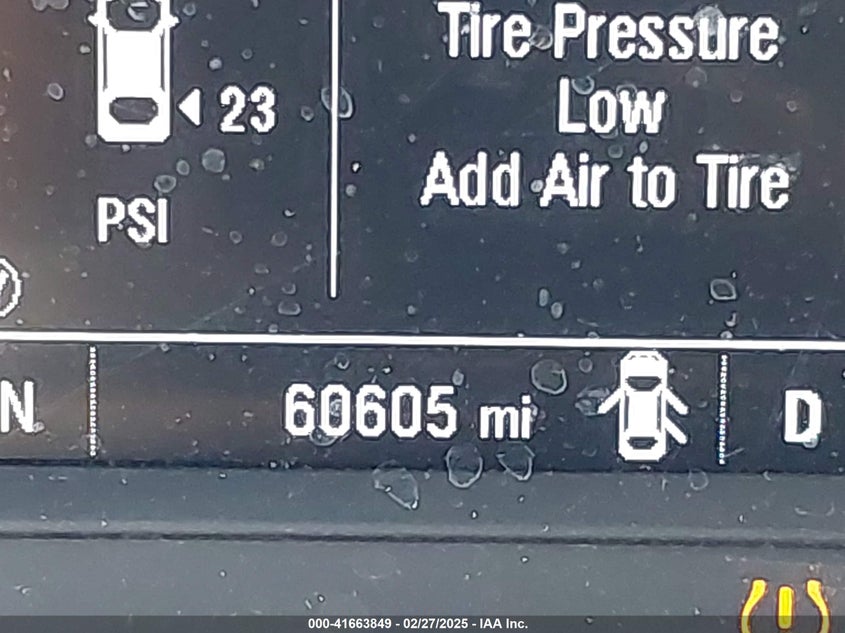 Tire Pressure
23
Low
Add Air to Tire
PSI
N
60605 mi
D
000-41663849 - 02/27/2025 - IAA Inc.